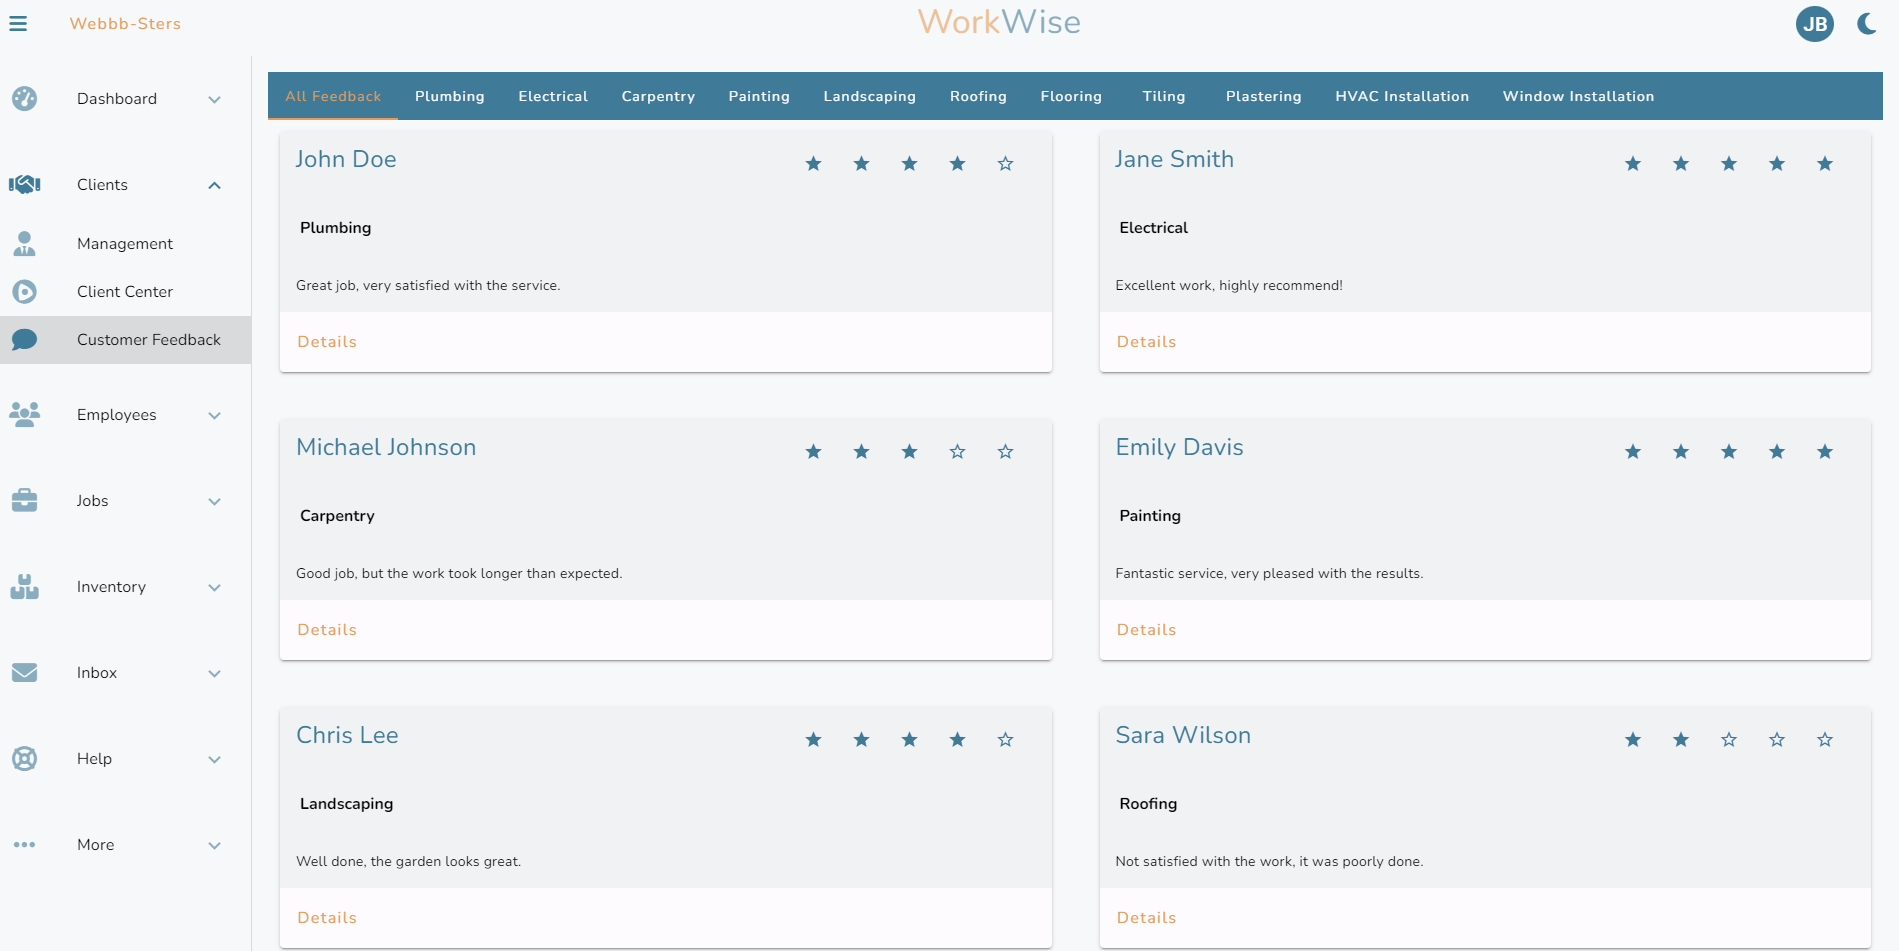 Webbb-Sters
WorkWise
JB
Dashboard
Clients
Management
Client Center
Customer Feedback
Employees
Jobs
Inventory
Inbox
Help
More
All Feedback Plumbing Electrical Carpentry Painting Landscaping Roofing Flooring Tiling Plastering HVAC Installation Window Installation
John Doe
Plumbing
Great job, very satisfied with the service.
Details
Jane Smith
Electrical
Excellent work, highly recommend!
Details
Michael Johnson
Carpentry
Good job, but the work took longer than expected.
Details
Emily Davis
Painting
Fantastic service, very pleased with the results.
Details
Chris Lee
Landscaping
Well done, the garden looks great.
Details
Sara Wilson
Roofing
Not satisfied with the work, it was poorly done.
Details